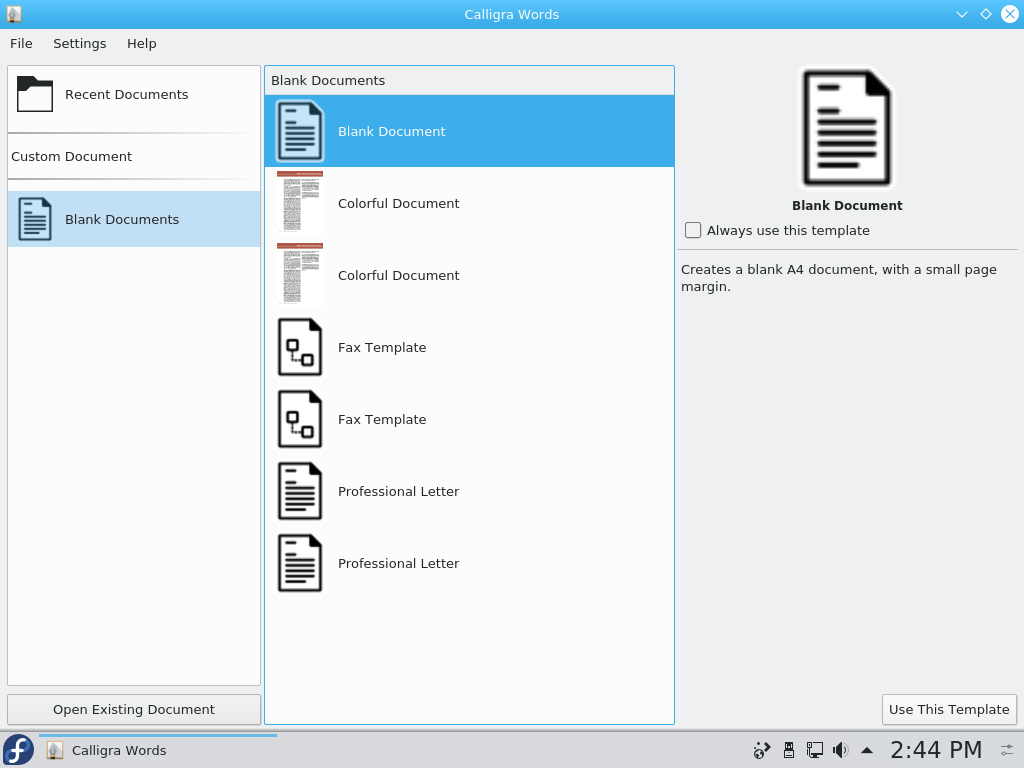 Calligra Words
File Settings Help
Recent Documents
Custom Document
Blank Documents
Open Existing Document
Blank Documents
Blank Document
Colorful Document
Colorful Document
Fax Template
Fax Template
Professional Letter
Professional Letter
Blank Document
Always use this template
Creates a blank A4 document, with a small page
margin.
Use This Template
Calligra Words
2:44 PM